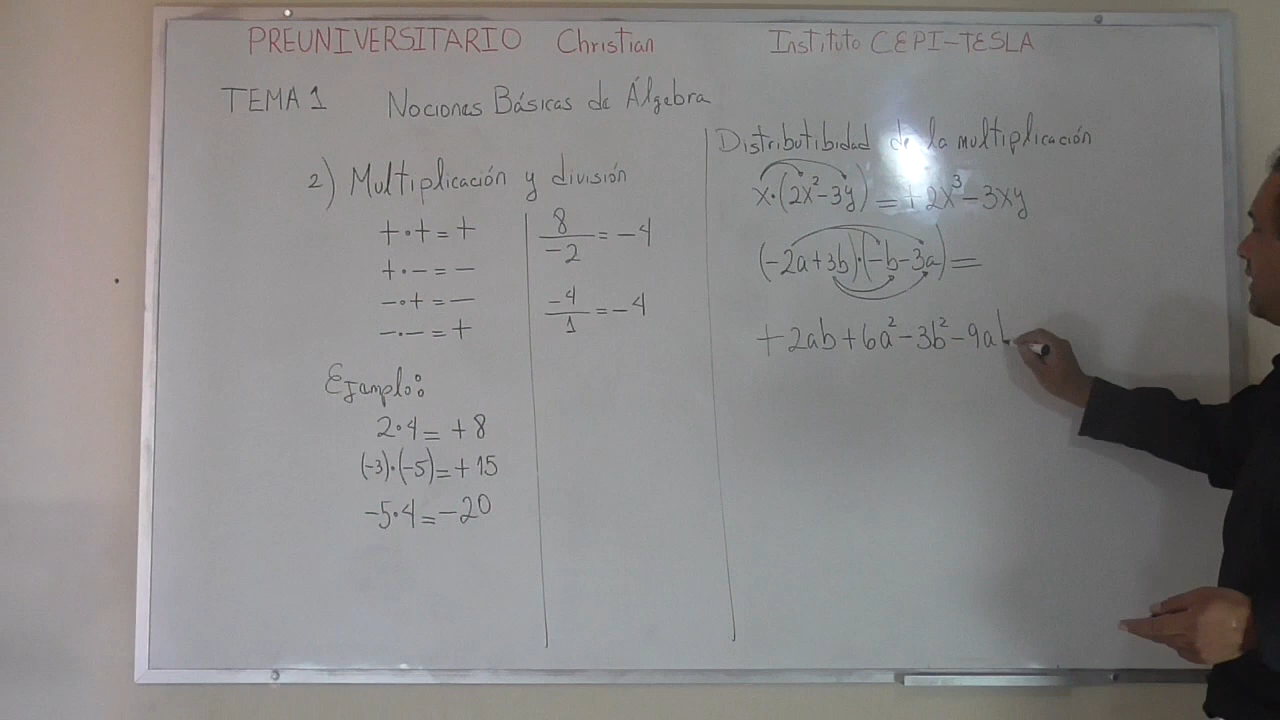 PREUNIVERSITARIO Christian Instituto CEPI-TESLA
TEMA 1 Nociones Básicas de Álgebra
2) Multiplicación y división
+·+=+
+·-=-
-·+=-
-·-=+
Ejemplo:
2·4=+8
(-3)·(-5)=+15
-5·4=-20
8/-2=-4
-4/1=-4
Distributibidad de la multiplicación
x·(2x²-3y)=+2x³-3xy
(-2a+3b)·(-b-3a)=
+2ab+6a²-3b²-9ab